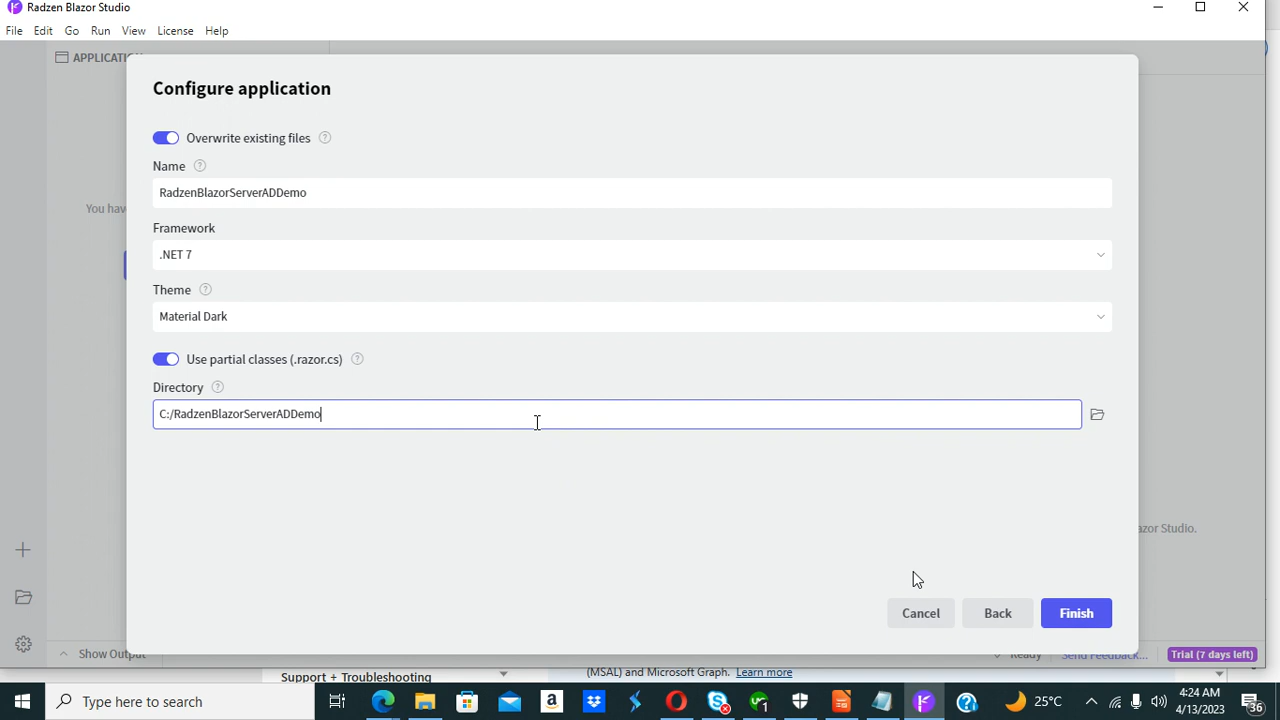 Radzen Blazor Studio
File Edit Go Run View License Help
APPLICATIO
Configure application
Overwrite existing files ?
Name ?
RadzenBlazorServerADDemo
You have
Framework
.NET 7
Theme ?
Material Dark
Use partial classes (.razor.cs) ?
Directory ?
C:/RadzenBlazorServerADDemo
azor Studio.
Cancel Back Finish
Show Output Ready Send Feedback... Trial (7 days left)
Support + Troubleshooting (MSAL) and Microsoft Graph. Learn more
Type here to search
25°C
4:24 AM
4/13/2023
36